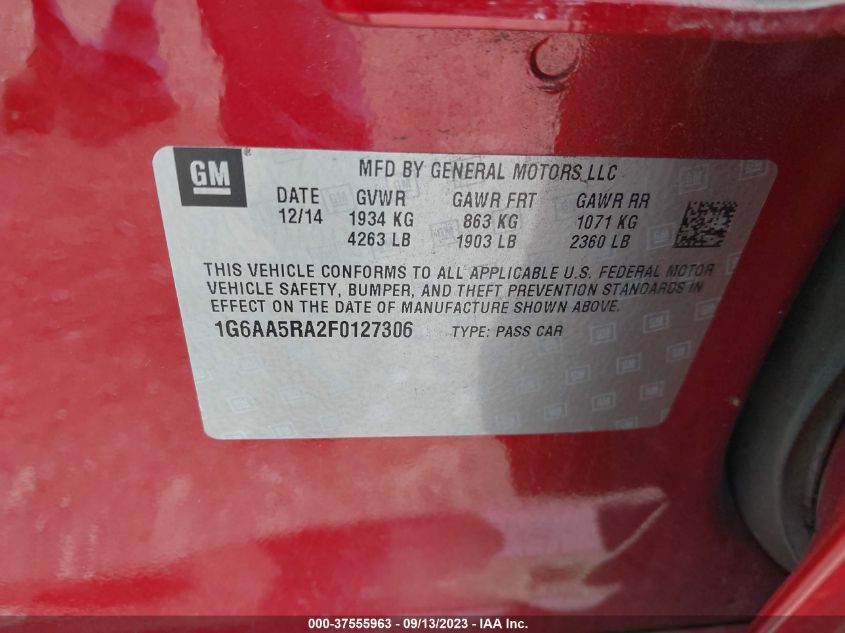 GM
MFD BY GENERAL MOTORS LLC
DATE GVWR GAWR FRT GAWR RR
12/14 1934 KG 863 KG 1071 KG
4263 LB 1903 LB 2360 LB
THIS VEHICLE CONFORMS TO ALL APPLICABLE U.S. FEDERAL MOTOR
VEHICLE SAFETY, BUMPER, AND THEFT PREVENTION STANDARDS IN
EFFECT ON THE DATE OF MANUFACTURE SHOWN ABOVE.
1G6AA5RA2F0127306 TYPE: PASS CAR
000-37555963 - 09/13/2023 - IAA Inc.